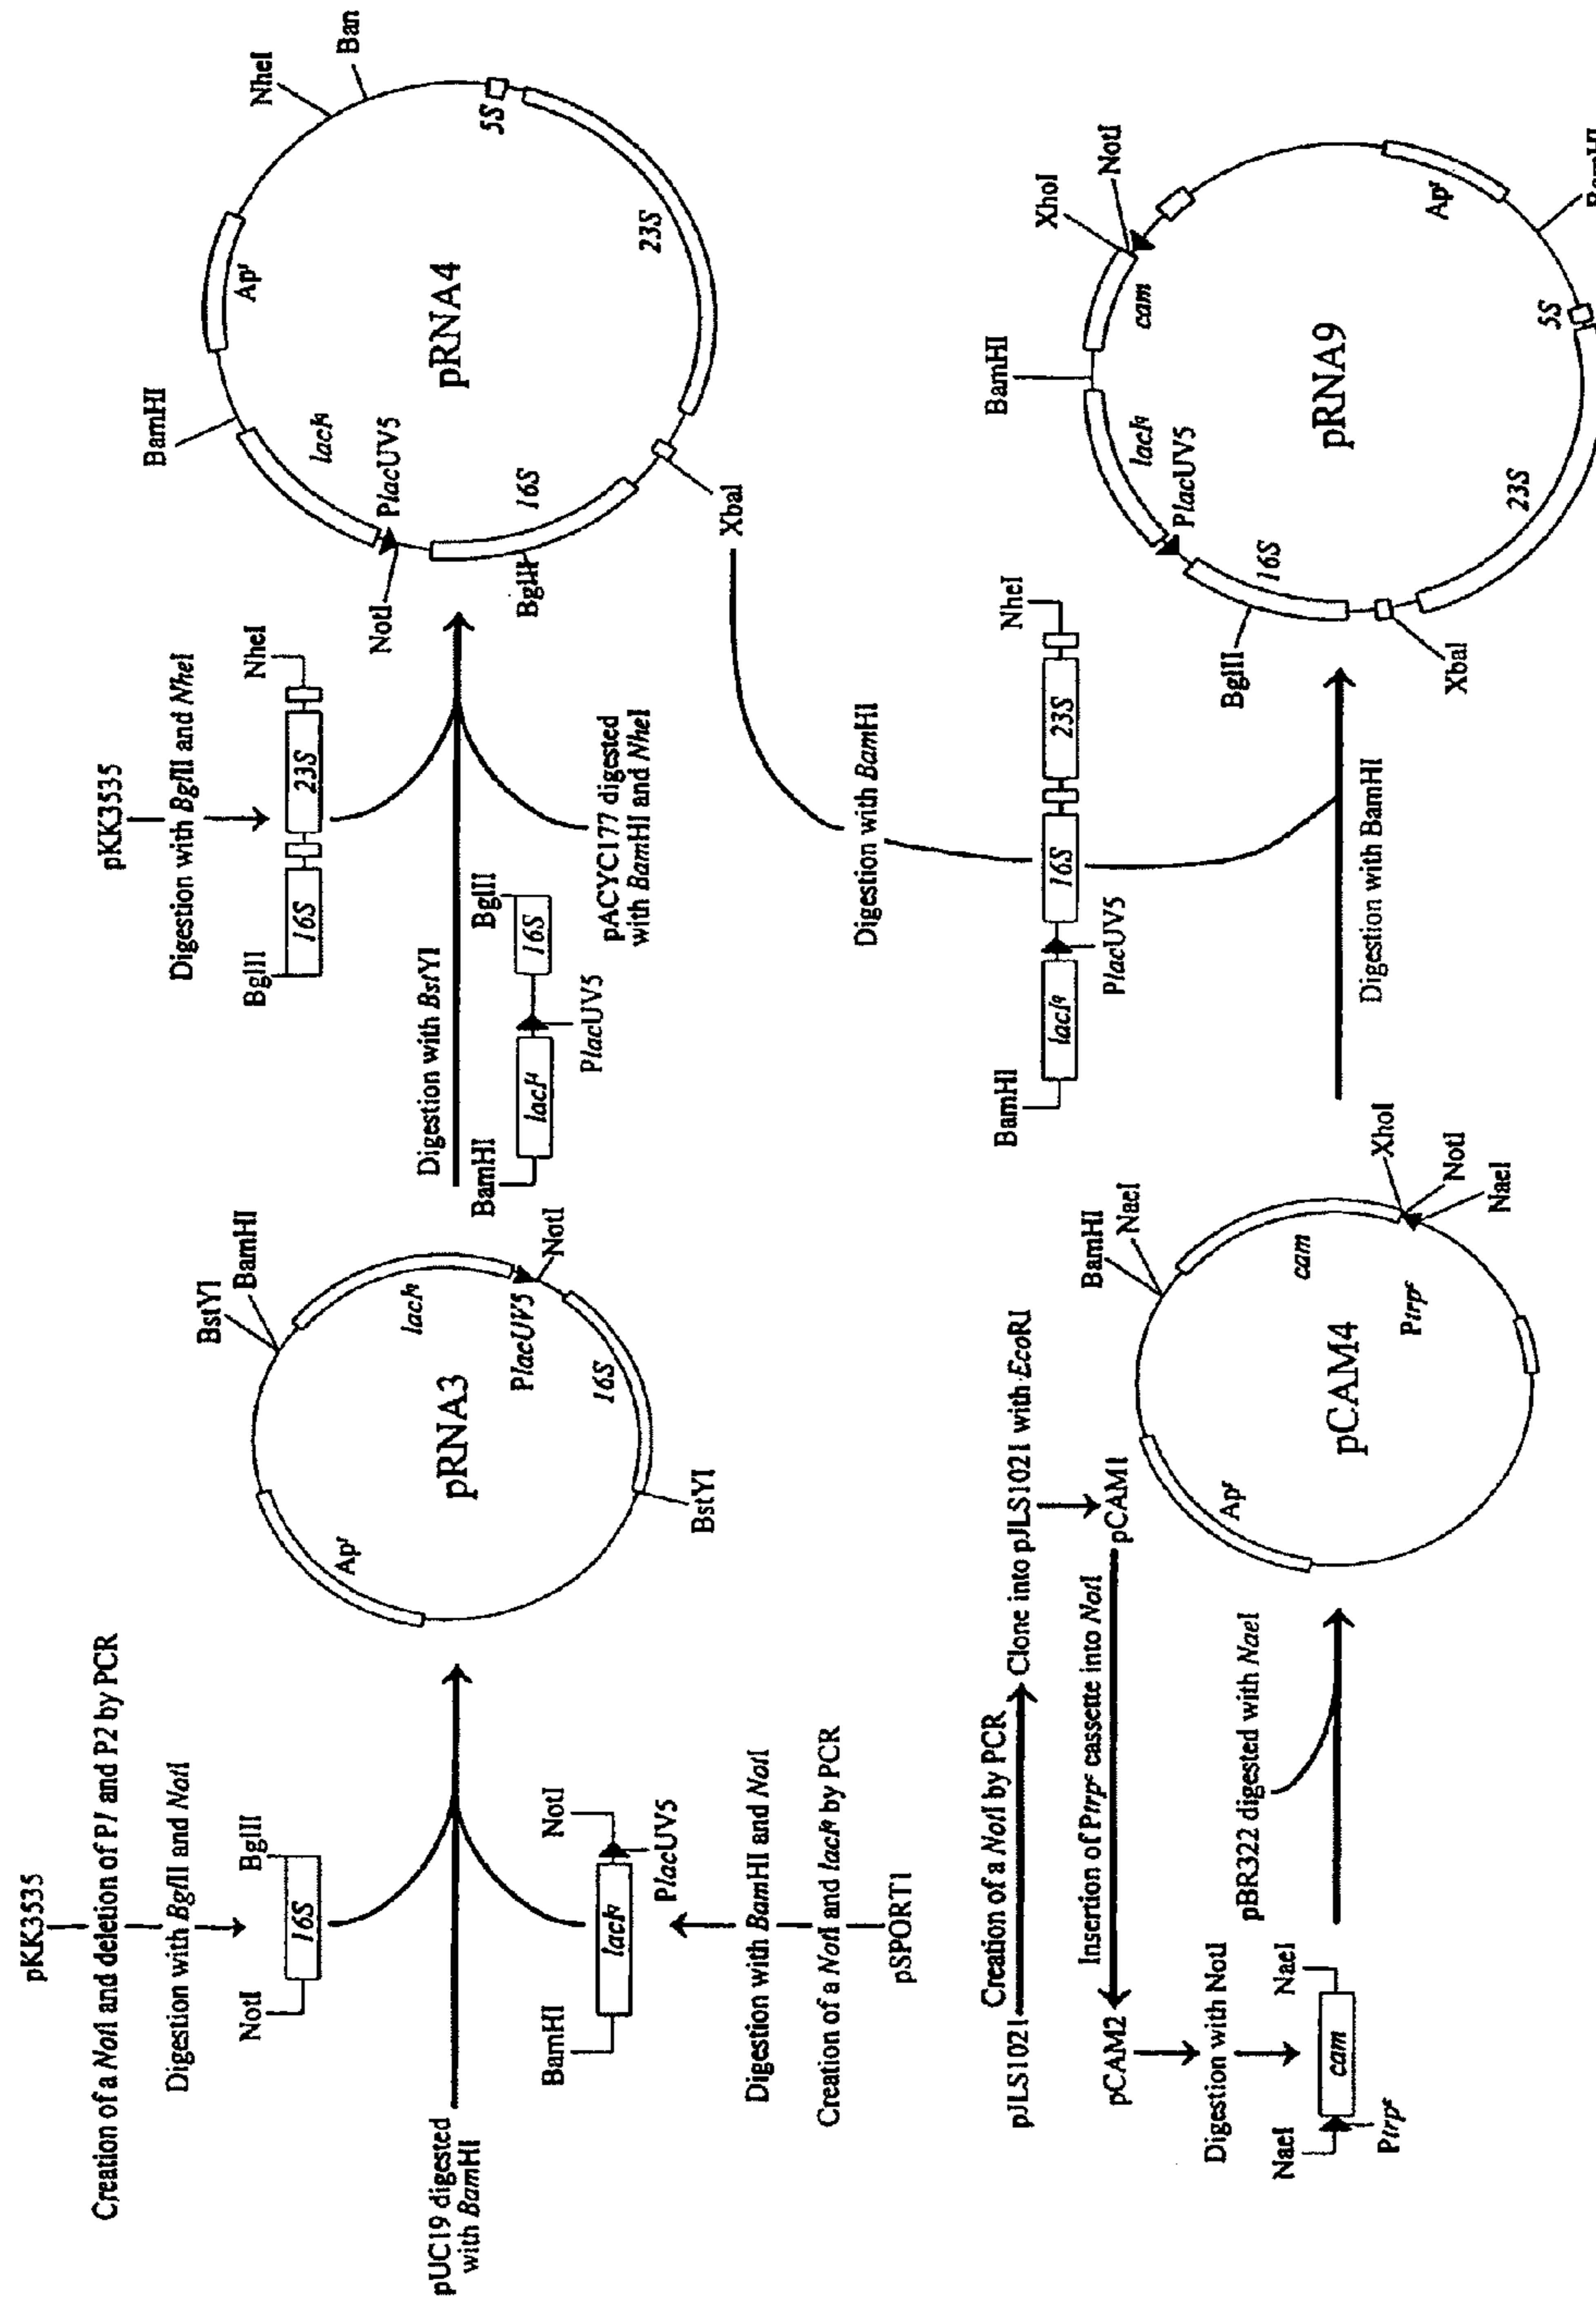 pKK3535
Creation of a NotI and deletion of P1 and P2 by PCR
Digestion with BglII and NotI
NotI
BglII
16S
pUC19 digested
with BamHI
BamHI
NotI
lacIq
PlacUV5
Digestion with BamHI and NotI
Creation of a NotI and lacIq by PCR
pSPORT1
BstYI
BamHI
Apr
lacIq
pRNA3
PlacUV5
NotI
16S
BstYI
pKK3535
Digestion with BglII and NheI
BglII
NheI
16S
23S
Digestion with BstYI
BamHI
BglII
lacIq
16S
PlacUV5
pACYC177 digested
with BamHI and NheI
BamHI
Apr
NheI
Ban
lacIq
pRNA4
PlacUV5
NotI
5S
16S
BglII
23S
XbaI
Digestion with BamHI
pJLS1021
Creation of a NotI by PCR
Clone into pJLS1021 with EcoRI
pCAM2
Insertion of Ptrpc cassette into NotI
pCAM1
Digestion with NotI
NaeI
NaeI
cam
Ptrpc
pBR322 digested with NaeI
BamHI
NaeI
Apr
cam
pCAM4
Ptrpc
XhoI
NotI
NaeI
BamHI
NheI
lacIq
16S
23S
PlacUV5
Digestion with BamHI
BamHI
XhoI
NotI
cam
lacIq
PlacUV5
pRNA9
16S
BglII
Apr
XbaI
23S
5S